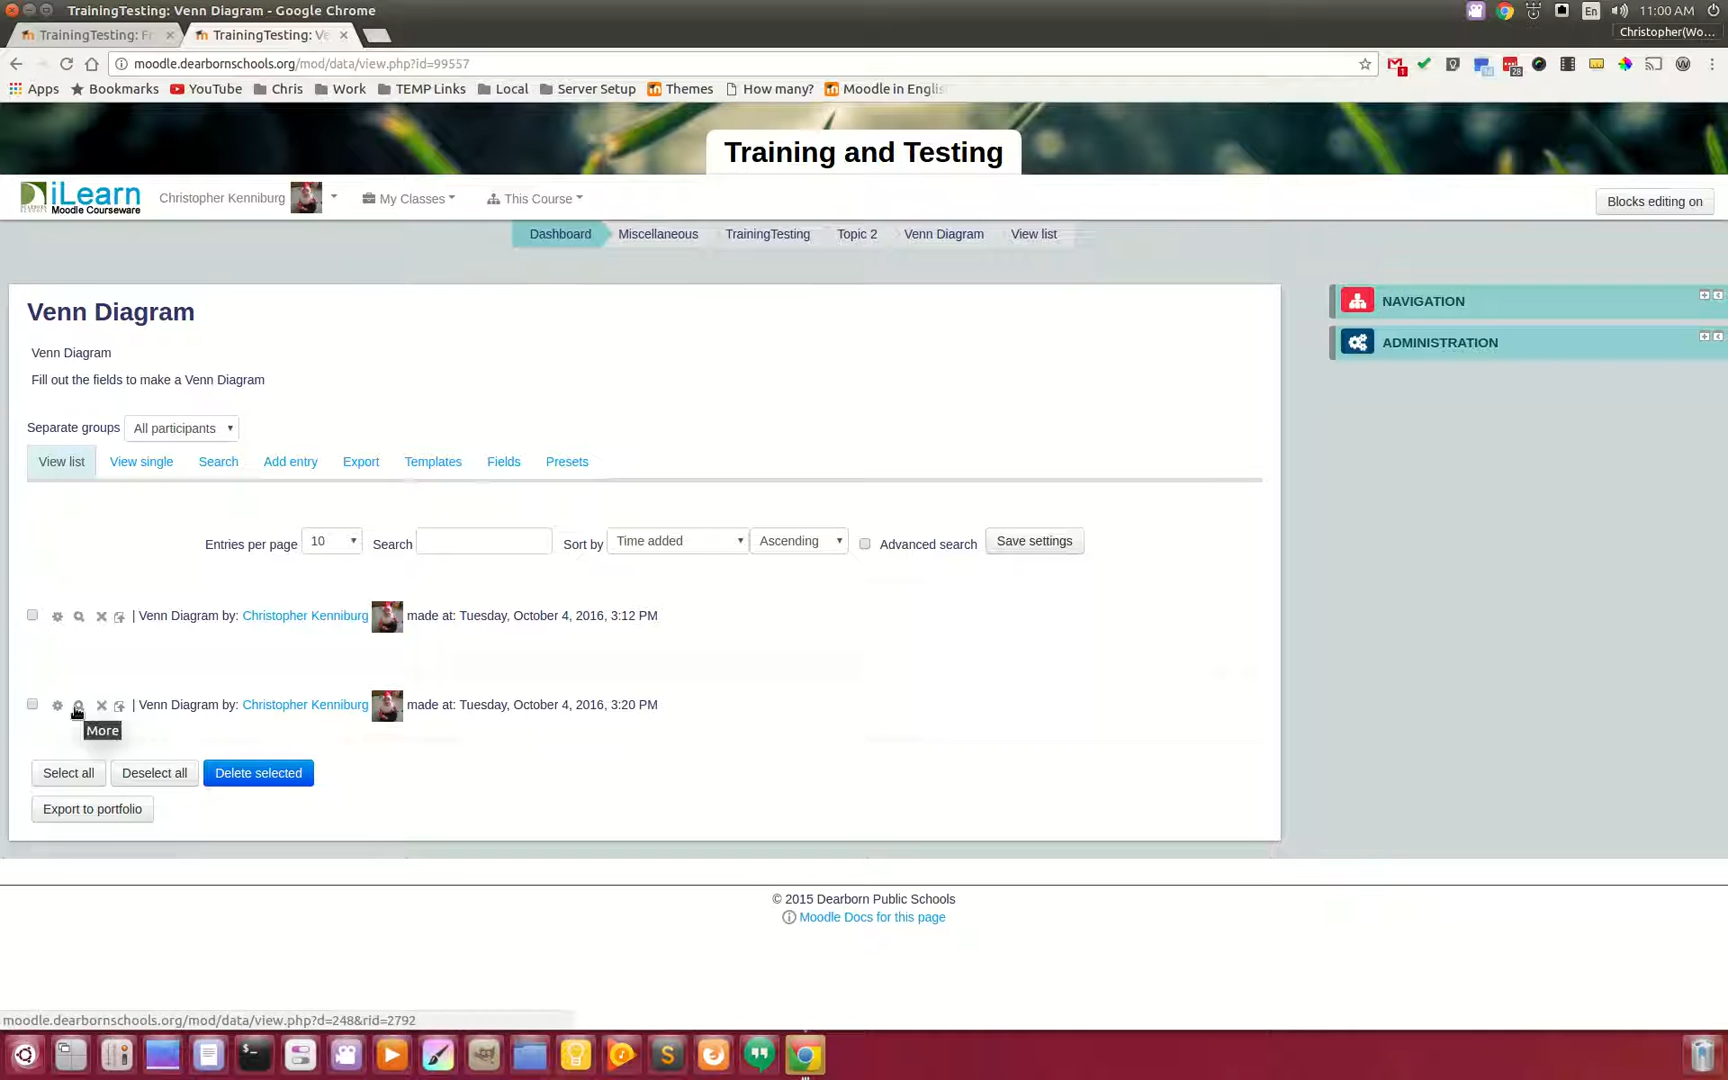 TrainingTesting: Venn Diagram - Google Chrome
En
11:00 AM
TrainingTesting: Fr
TrainingTesting: Ve
Christopher(Wo...
moodle.dearbornschools.org/mod/data/view.php?id=99557
1
28
Apps
Bookmarks
YouTube
Chris
Work
TEMP Links
Local
Server Setup
Themes
How many?
Moodle in Englis
Training and Testing
iLearn
Moodle Courseware
Christopher Kenniburg
My Classes
This Course
Blocks editing on
Dashboard
Miscellaneous
TrainingTesting
Topic 2
Venn Diagram
View list
Venn Diagram
Venn Diagram
Fill out the fields to make a Venn Diagram
Separate groups
All participants
View list
View single
Search
Add entry
Export
Templates
Fields
Presets
Entries per page
10
Search
Sort by
Time added
Ascending
Advanced search
Save settings
| Venn Diagram by: Christopher Kenniburg made at: Tuesday, October 4, 2016, 3:12 PM
| Venn Diagram by: Christopher Kenniburg made at: Tuesday, October 4, 2016, 3:20 PM
More
Select all
Deselect all
Delete selected
Export to portfolio
NAVIGATION
ADMINISTRATION
© 2015 Dearborn Public Schools
Moodle Docs for this page
moodle.dearbornschools.org/mod/data/view.php?d=248&rid=2792